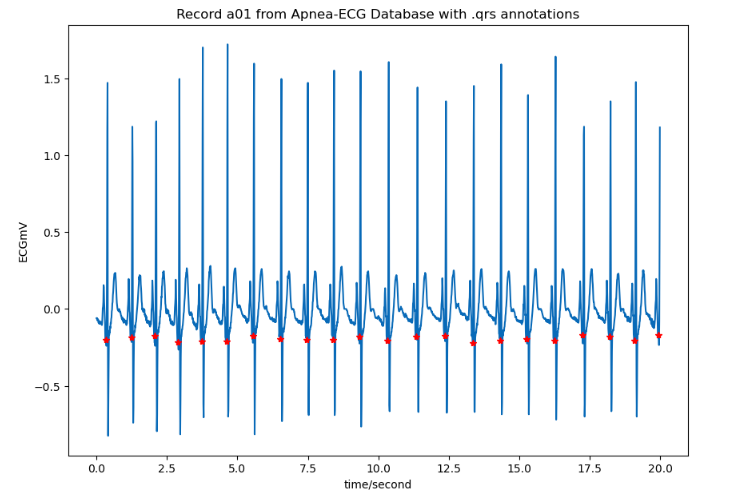 Record a01 from Apnea-ECG Database with .qrs annotations
1.5
1.0
0.5
0.0
−0.5
ECGmV
0.0 2.5 5.0 7.5 10.0 12.5 15.0 17.5 20.0
time/second